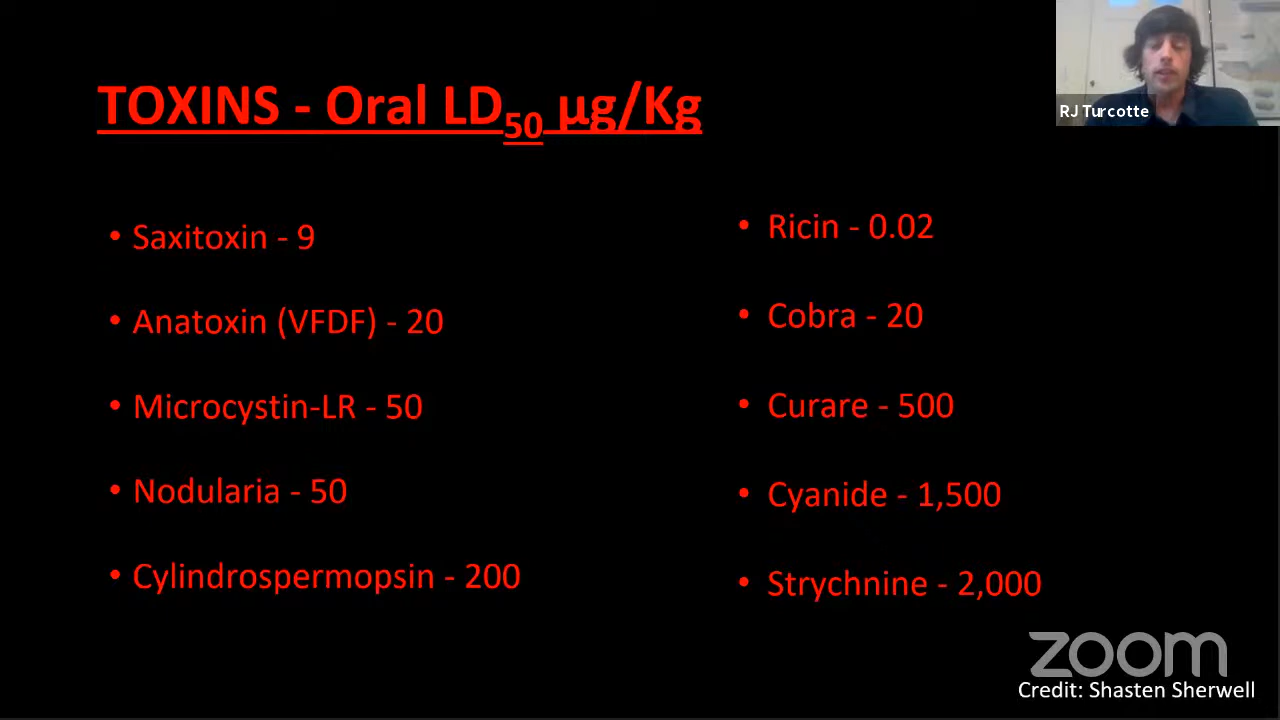 TOXINS - Oral LD50 µg/Kg
RJ Turcotte
• Saxitoxin - 9
• Anatoxin (VFDF) - 20
• Microcystin-LR - 50
• Nodularia - 50
• Cylindrospermopsin - 200
• Ricin - 0.02
• Cobra - 20
• Curare - 500
• Cyanide - 1,500
• Strychnine - 2,000
zoom
Credit: Shasten Sherwell